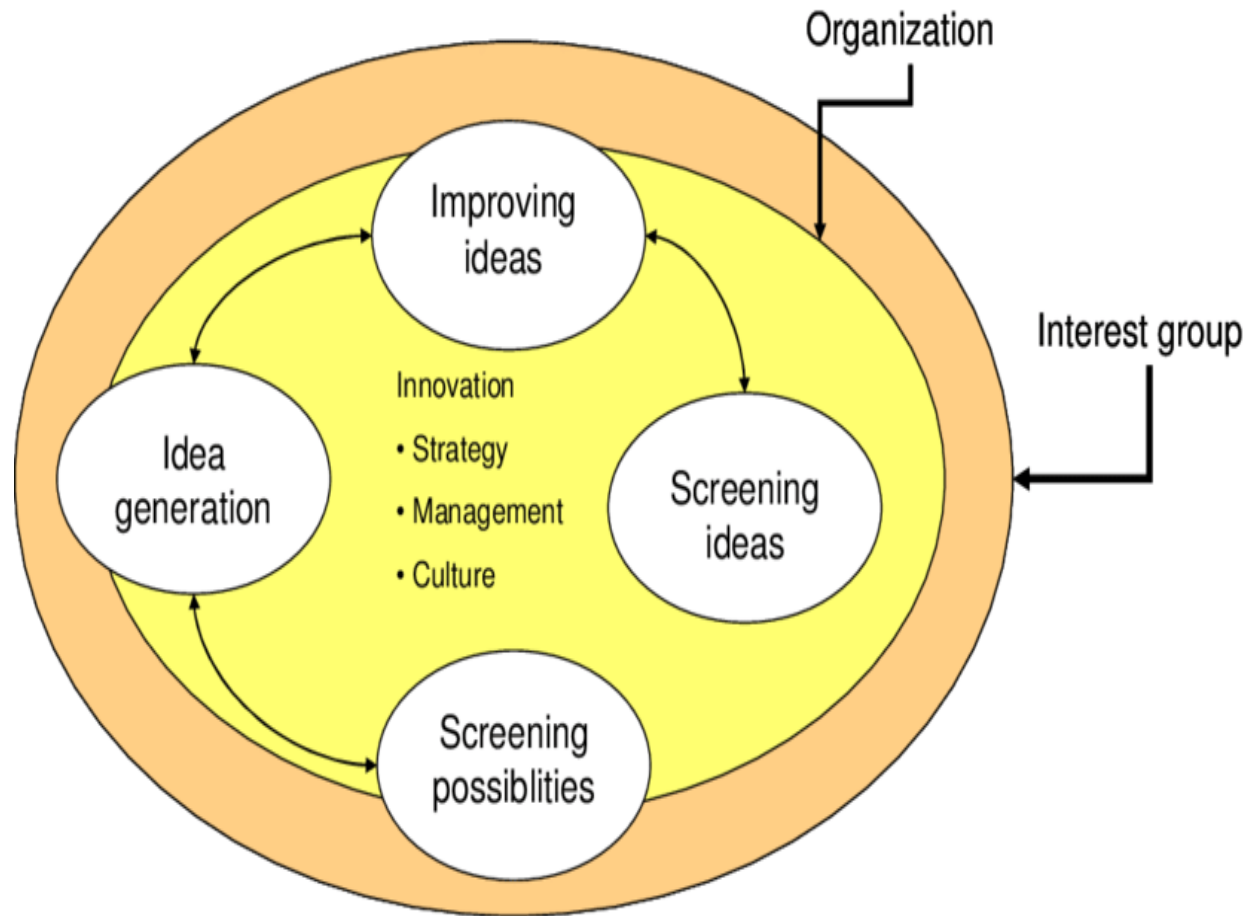 Organization
Improving
ideas
Interest group
Innovation
• Strategy
• Management
• Culture
Idea
generation
Screening
ideas
Screening
possiblities